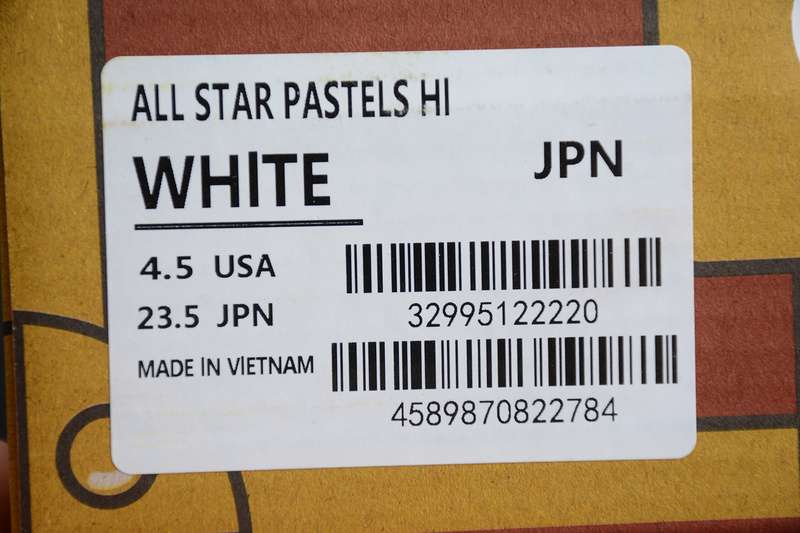 ALL STAR PASTELS HI
WHITE
JPN
4.5 USA
23.5 JPN
32995122220
MADE IN VIETNAM
4589870822784